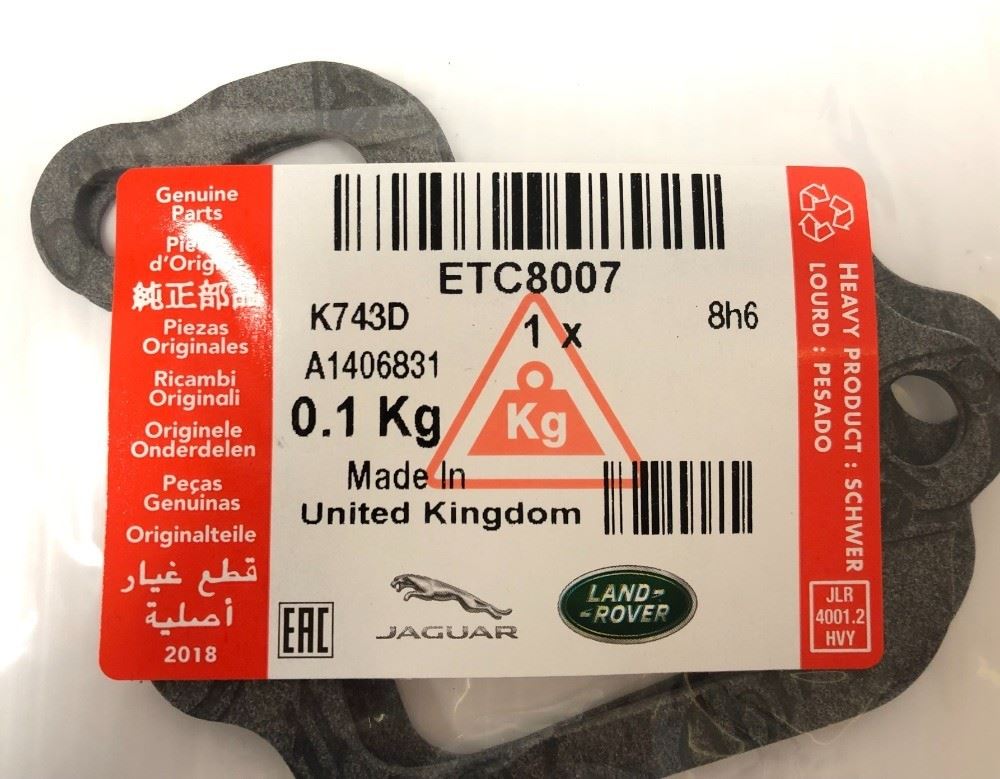 Genuine
Parts
d'Orig
純正部品
Piezas
Originales
Ricambi
Originali
Originele
Onderdelen
Peças
Genuinas
Originalteile
قطع غيار
أصلية
2018
ETC8007
K743D
1 x
8h6
A1406831
0.1 Kg
Kg
Made In
United Kingdom
EAC
JAGUAR
LAND-
-ROVER
HEAVY PRODUCT : SCHWER
LOURD : PESADO
JLR
4001.2
HVY